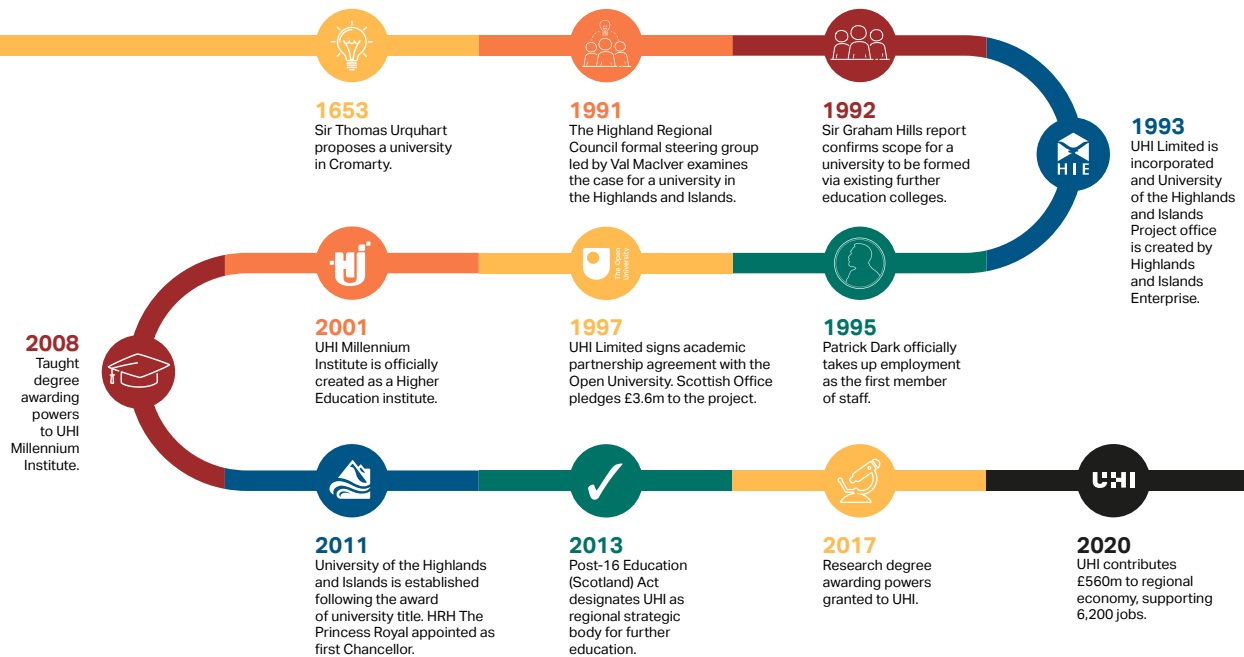 1653
Sir Thomas Urquhart
proposes a university
in Cromarty.
1991
The Highland Regional
Council formal steering group
led by Val MacIver examines
the case for a university in
the Highlands and Islands.
1992
Sir Graham Hills report
confirms scope for a
university to be formed
via existing further
education colleges.
HIE
1993
UHI Limited is
incorporated
and University
of the Highlands
and Islands
Project office
is created by
Highlands
and Islands
Enterprise.
1995
Patrick Dark officially
takes up employment
as the first member
of staff.
The Open
University
1997
UHI Limited signs academic
partnership agreement with the
Open University. Scottish Office
pledges £3.6m to the project.
2001
UHI Millennium
Institute is officially
created as a Higher
Education institute.
2008
Taught
degree
awarding
powers
to UHI
Millennium
Institute.
2011
University of the Highlands
and Islands is established
following the award
of university title. HRH The
Princess Royal appointed as
first Chancellor.
2013
Post-16 Education
(Scotland) Act
designates UHI as
regional strategic
body for further
education.
2017
Research degree
awarding powers
granted to UHI.
UHI
2020
UHI contributes
£560m to regional
economy, supporting
6,200 jobs.